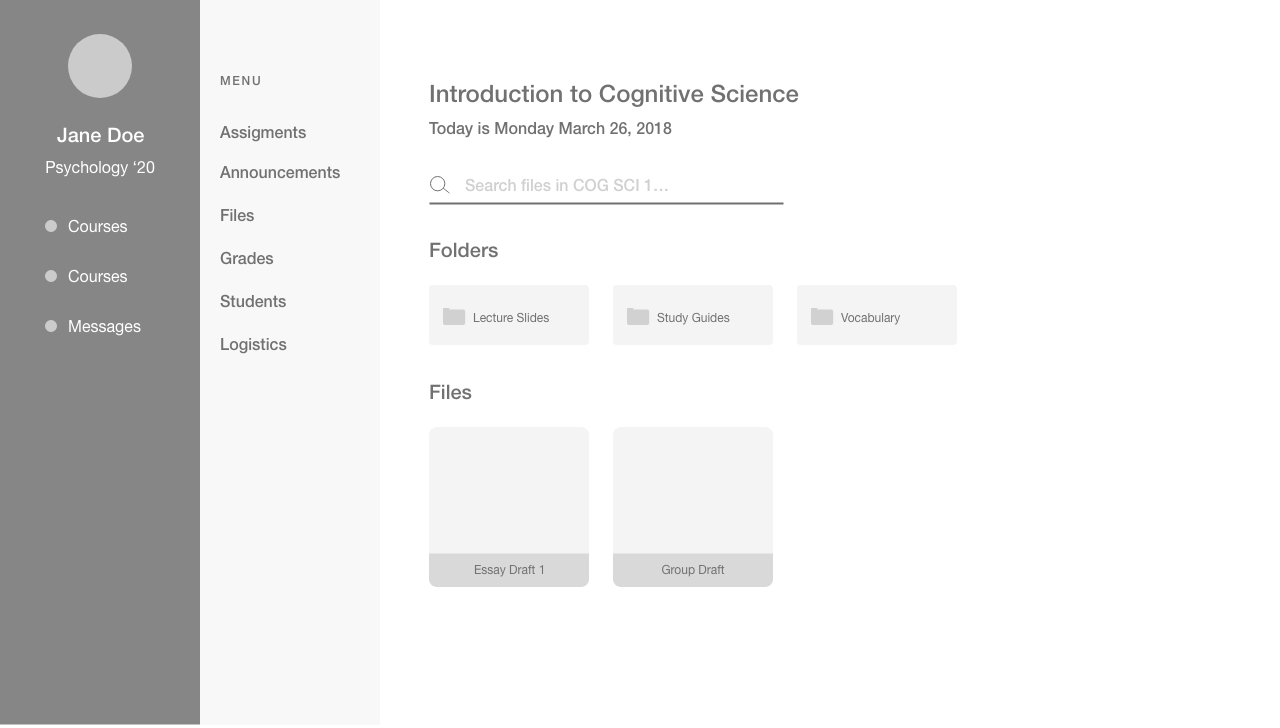 Jane Doe
Psychology ‘20
Courses
Courses
Messages
MENU
Assigments
Announcements
Files
Grades
Students
Logistics
Introduction to Cognitive Science
Today is Monday March 26, 2018
Search files in COG SCI 1...
Folders
Lecture Slides
Study Guides
Vocabulary
Files
Essay Draft 1
Group Draft